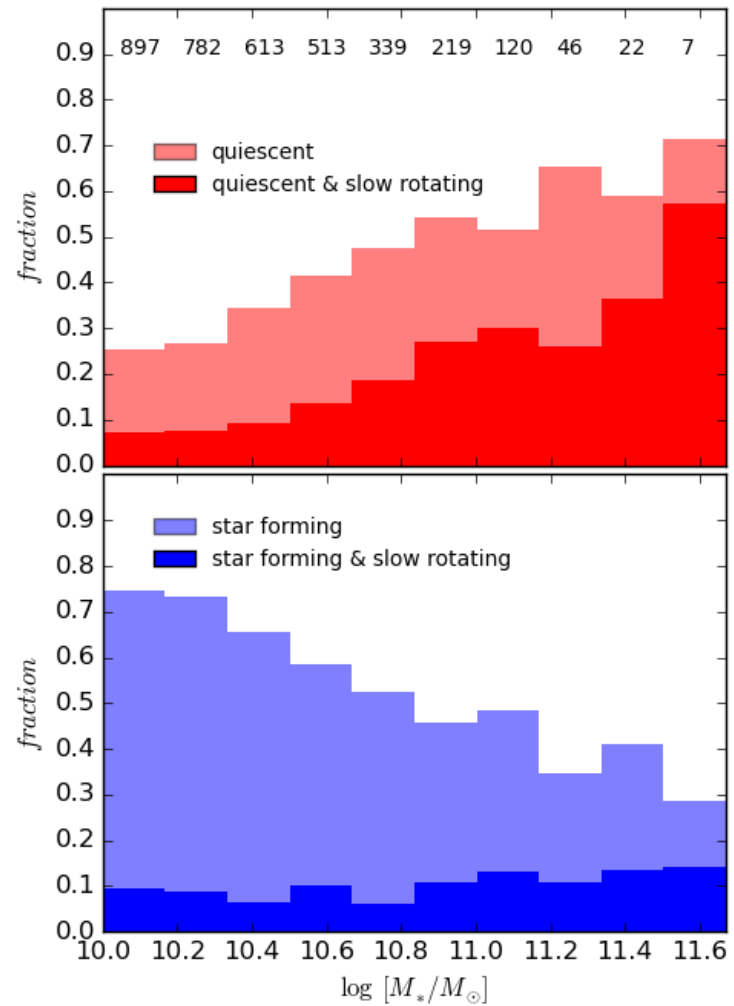 897 782 613 513 339 219 120 46 22 7
0.9
0.8
0.7
0.6
0.5
0.4
0.3
0.2
0.1
0.0
fraction
quiescent
quiescent & slow rotating
0.9
0.8
0.7
0.6
0.5
0.4
0.3
0.2
0.1
0.0
fraction
star forming
star forming & slow rotating
10.0 10.2 10.4 10.6 10.8 11.0 11.2 11.4 11.6
log [M_*/M_⊙]